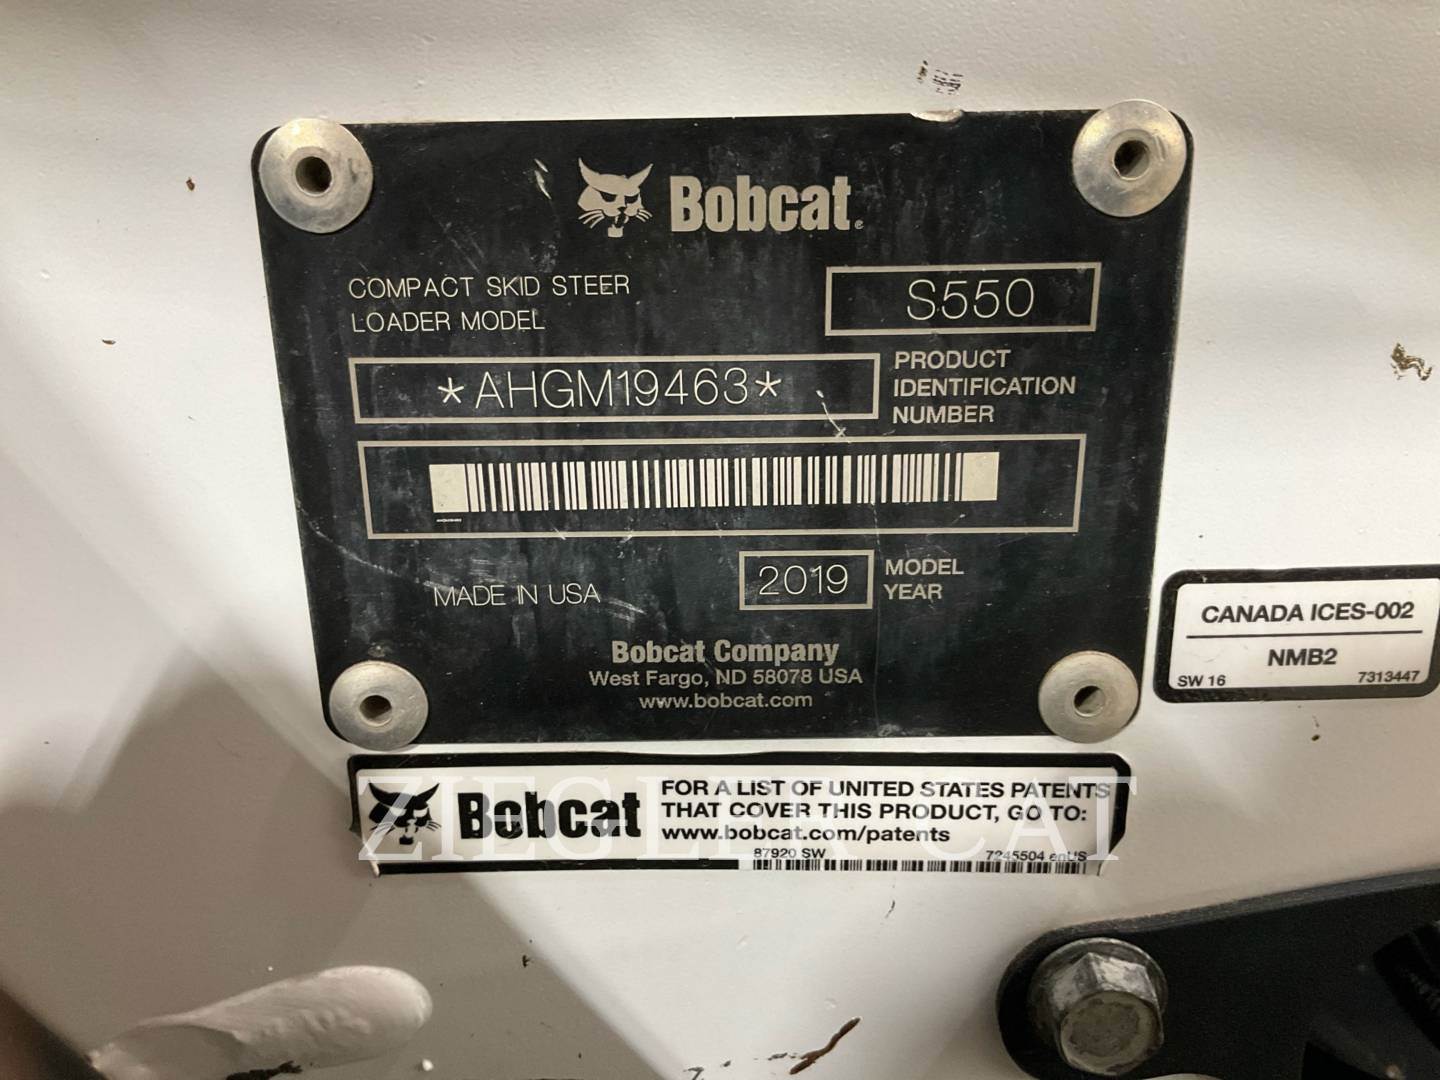 Bobcat®
COMPACT SKID STEER
LOADER MODEL
S550
*AHGM19463*
PRODUCT
IDENTIFICATION
NUMBER
MADE IN USA
2019
MODEL
YEAR
Bobcat Company
West Fargo, ND 58078 USA
www.bobcat.com
CANADA ICES-002
NMB2
SW 16
7313447
Bobcat
FOR A LIST OF UNITED STATES PATENTS
THAT COVER THIS PRODUCT, GO TO:
www.bobcat.com/patents
87920 SW
7245504 enUS
ZIEGLER CAT